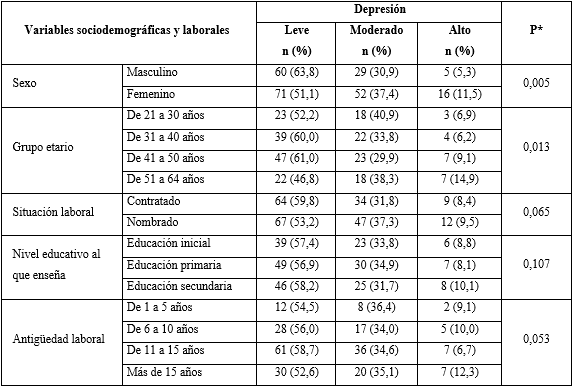 Variables sociodemográficas y laborales Depresión P*
Leve n (%) Moderado n (%) Alto n (%)
Sexo Masculino 60 (63,8) 29 (30,9) 5 (5,3) 0,005
Femenino 71 (51,1) 52 (37,4) 16 (11,5)
Grupo etario De 21 a 30 años 23 (52,2) 18 (40,9) 3 (6,9) 0,013
De 31 a 40 años 39 (60,0) 22 (33,8) 4 (6,2)
De 41 a 50 años 47 (61,0) 23 (29,9) 7 (9,1)
De 51 a 64 años 22 (46,8) 18 (38,3) 7 (14,9)
Situación laboral Contratado 64 (59,8) 34 (31,8) 9 (8,4) 0,065
Nombrado 67 (53,2) 47 (37,3) 12 (9,5)
Nivel educativo al que enseña Educación inicial 39 (57,4) 23 (33,8) 6 (8,8) 0,107
Educación primaria 49 (56,9) 30 (34,9) 7 (8,1)
Educación secundaria 46 (58,2) 25 (31,7) 8 (10,1)
Antigüedad laboral De 1 a 5 años 12 (54,5) 8 (36,4) 2 (9,1) 0,053
De 6 a 10 años 28 (56,0) 17 (34,0) 5 (10,0)
De 11 a 15 años 61 (58,7) 36 (34,6) 7 (6,7)
Más de 15 años 30 (52,6) 20 (35,1) 7 (12,3)